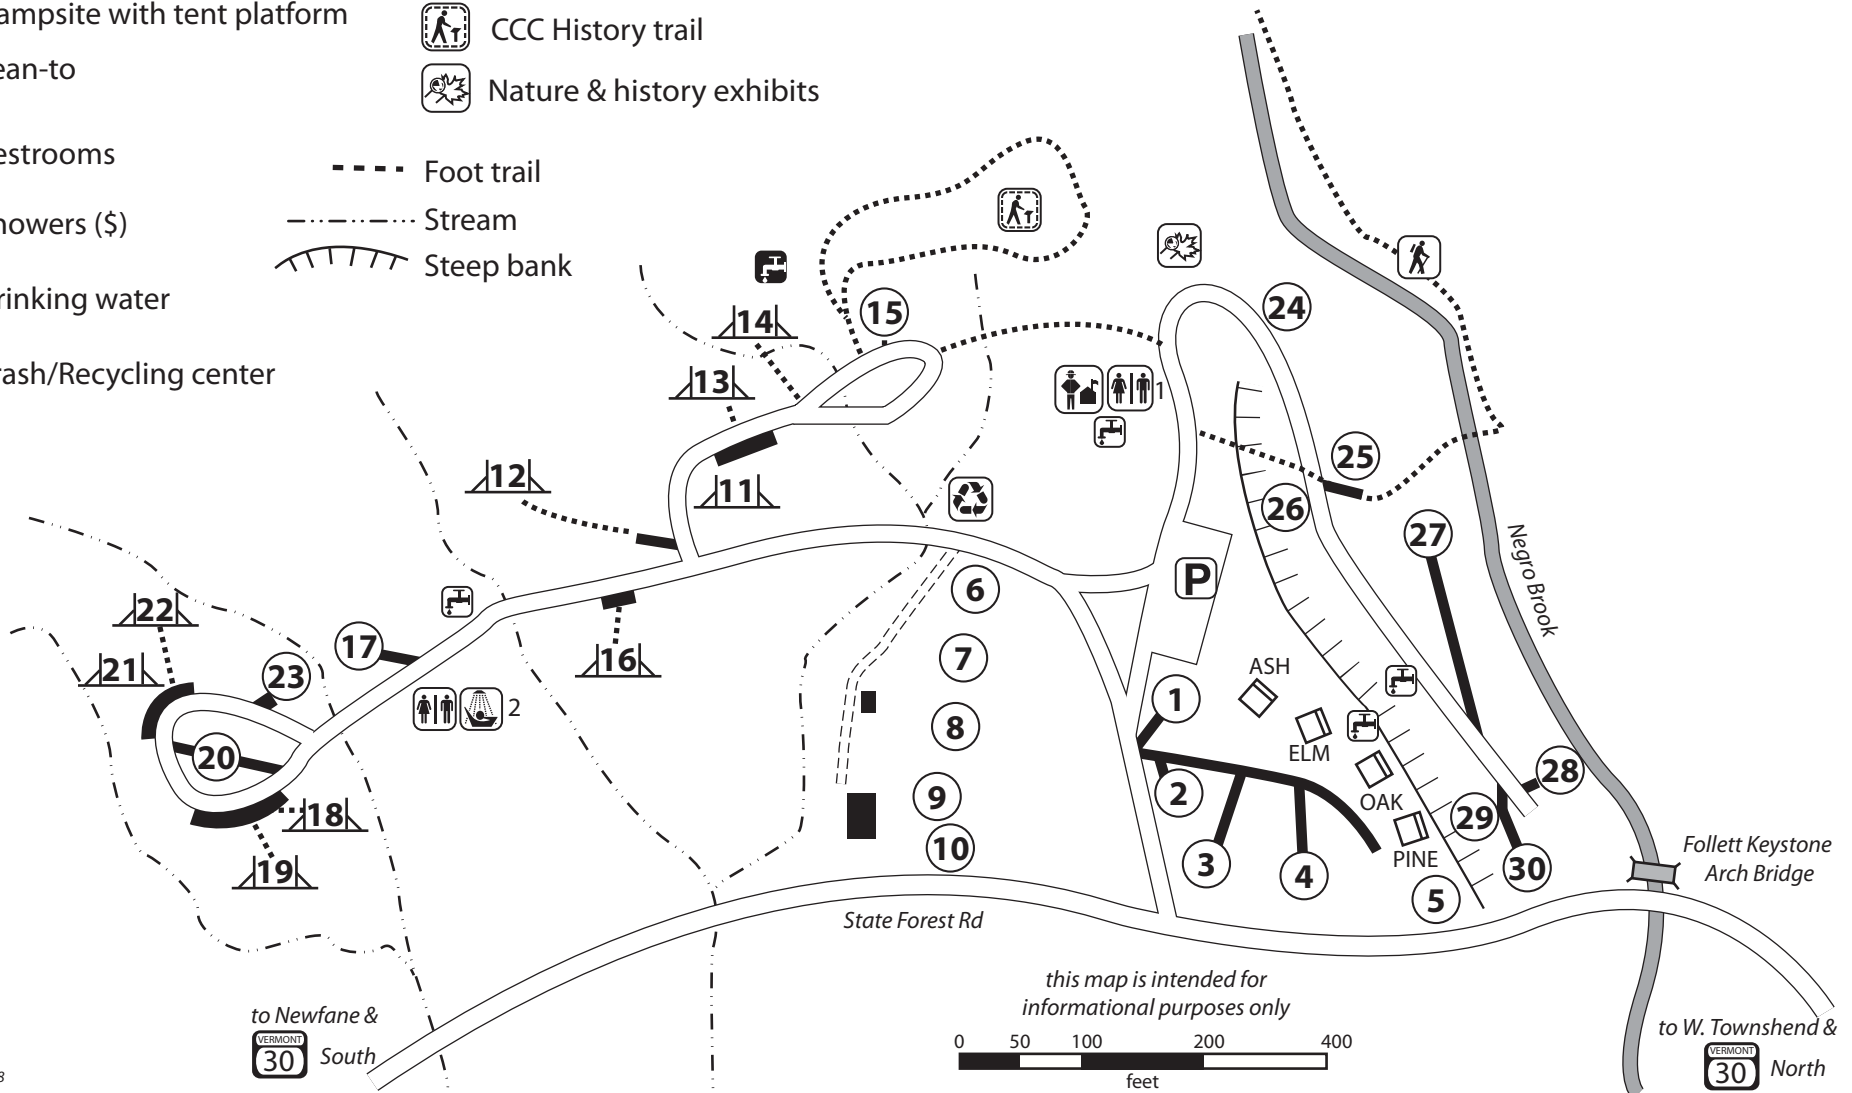 ampsite with tent platform
ean-to
estrooms
howers ($)
rinking water
rash/Recycling center
CCC History trail
Nature & history exhibits
Foot trail
Stream
Steep bank
15
14
13
12
11
24
25
26
27
1
P
6
7
8
9
10
22
21
23
20
18
19
17
16
2
1
2
3
4
5
ASH
ELM
OAK
PINE
28
29
30
Negro Brook
Follett Keystone
Arch Bridge
State Forest Rd
this map is intended for
informational purposes only
0 50 100 200 400
feet
to Newfane &
VERMONT
30 South
to W. Townshend &
VERMONT
30 North